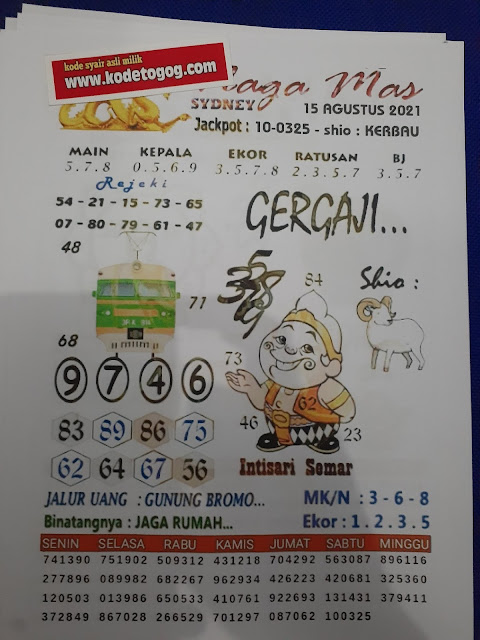 kode syair asli milik
www.kodetogog.com
Naga Mas
SYDNEY
15 AGUSTUS 2021
Jackpot : 10-0325 - shio : KERBAU
MAIN KEPALA EKOR RATUSAN BJ
5.7.8 0.5.6.9 3.5.7.8 2.3.5.7 3.5.7
Rejeki
54 - 21 - 15 - 73 - 65
07 - 80 - 79 - 61 - 47
GERGAJI...
48
71
68
84
Shio :
73
62
46
23
9 7 4 6
83 89 86 75
62 64 67 56
Intisari Semar
JALUR UANG : GUNUNG BROMO...
MK/N : 3 - 6 - 8
Binatangnya : JAGA RUMAH...
Ekor : 1 . 2 . 3 . 5
SENIN SELASA RABU KAMIS JUMAT SABTU MINGGU
741390 751902 509312 431218 704292 563087 896116
277896 089982 682267 962934 426223 420681 325360
120503 013986 650533 410761 922693 131431 379411
372849 867028 266529 701297 087062 100325